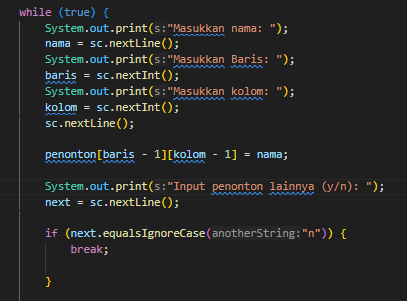 while (true) {
System.out.print(s:"Masukkan nama: ");
nama = sc.nextLine();
System.out.print(s:"Masukkan Baris: ");
baris = sc.nextInt();
System.out.print(s:"Masukkan kolom: ");
kolom = sc.nextInt();
sc.nextLine();
penonton[baris - 1][kolom - 1] = nama;
System.out.print(s:"Input penonton lainnya (y/n): ");
next = sc.nextLine();
if (next.equalsIgnoreCase(anotherString:"n")) {
break;
}